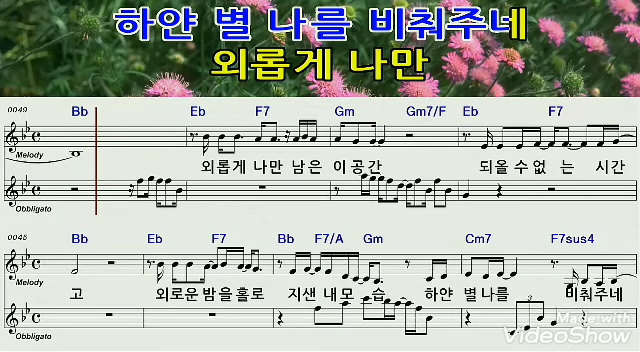 하얀 별 나를 비춰주네
외롭게 나만
0049 Bb Eb F7 Gm Gm7/F Eb F7
Melody
외롭게 나만 남은 이 공간 되올 수 없 는 시간
Obbligato
0045 Bb Eb F7 Bb F7/A Gm Cm7 F7sus4
Melody
고 외로운 밤을 홀로 지샌 내 모 습 하얀 별 나를 비춰주네
Obbligato
Made with
VideoShow